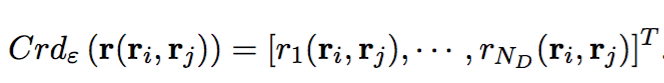 Crd_ε (𝐫(𝐫_i, 𝐫_j)) = [r_1(𝐫_i, 𝐫_j), ⋯ , r_{N_D}(𝐫_i, 𝐫_j)]^T.